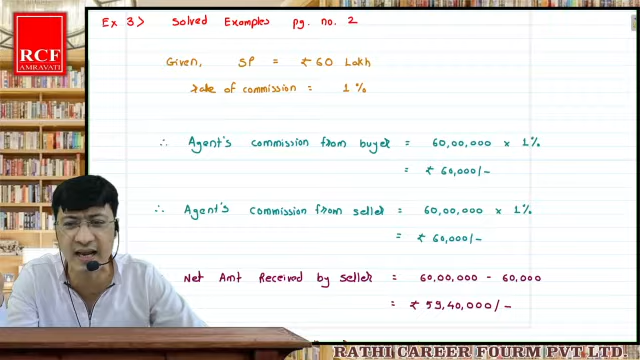 Ex 3> Solved Examples pg. no. 2
RCF
AMRAVATI
Given, SP = ₹ 60 Lakh
rate of commission = 1 %
∴ Agent's commission from buyer = 60,00,000 × 1%
= ₹ 60,000/-
∴ Agent's commission from seller = 60,00,000 × 1%
= ₹ 60,000/-
Net Amt Received by seller = 60,00,000 - 60,000
= ₹ 59,40,000/-
RATHI CAREER FOURM PVT LTD